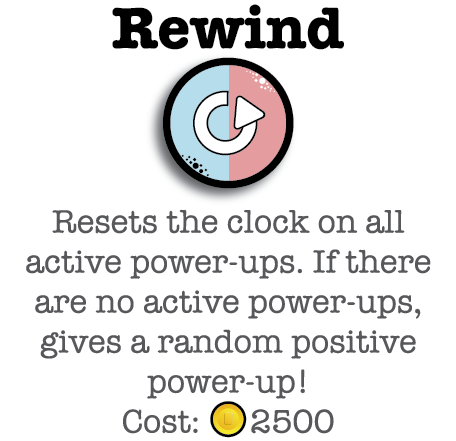 Rewind
Resets the clock on all
active power-ups. If there
are no active power-ups,
gives a random positive
power-up!
Cost: 2500